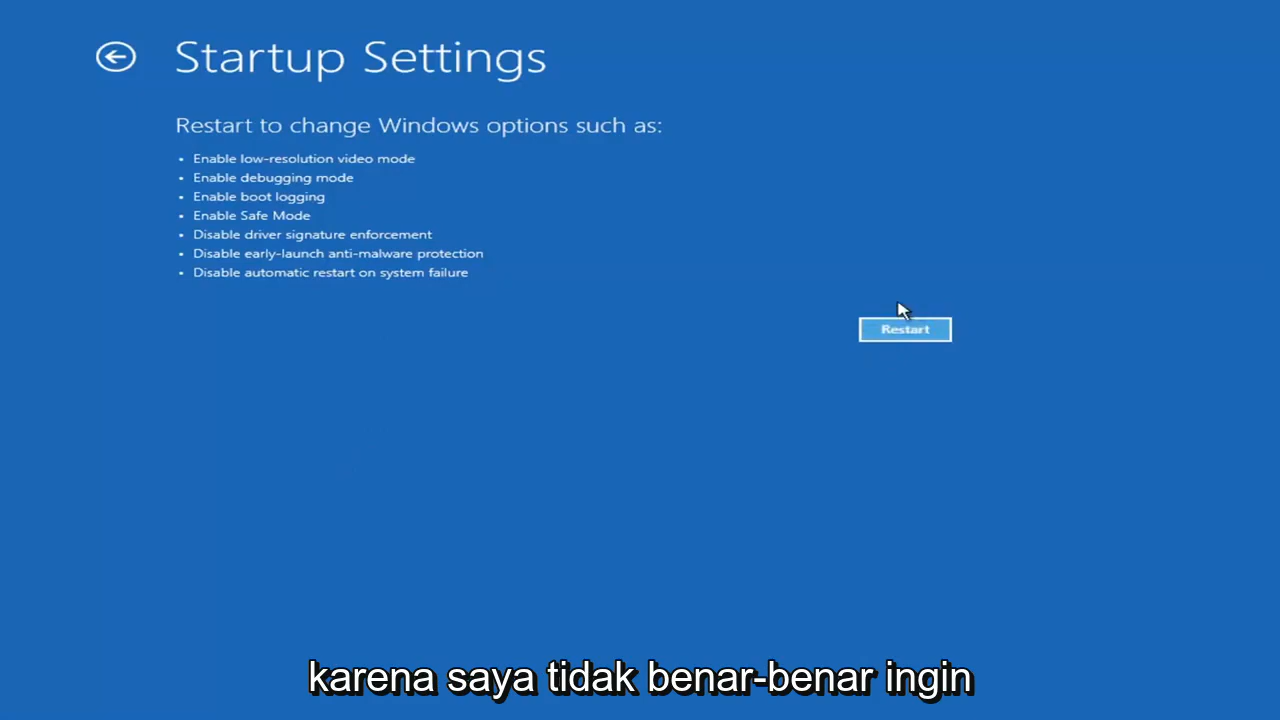 Startup Settings
Restart to change Windows options such as:
• Enable low-resolution video mode
• Enable debugging mode
• Enable boot logging
• Enable Safe Mode
• Disable driver signature enforcement
• Disable early-launch anti-malware protection
• Disable automatic restart on system failure
Restart
karena saya tidak benar-benar ingin